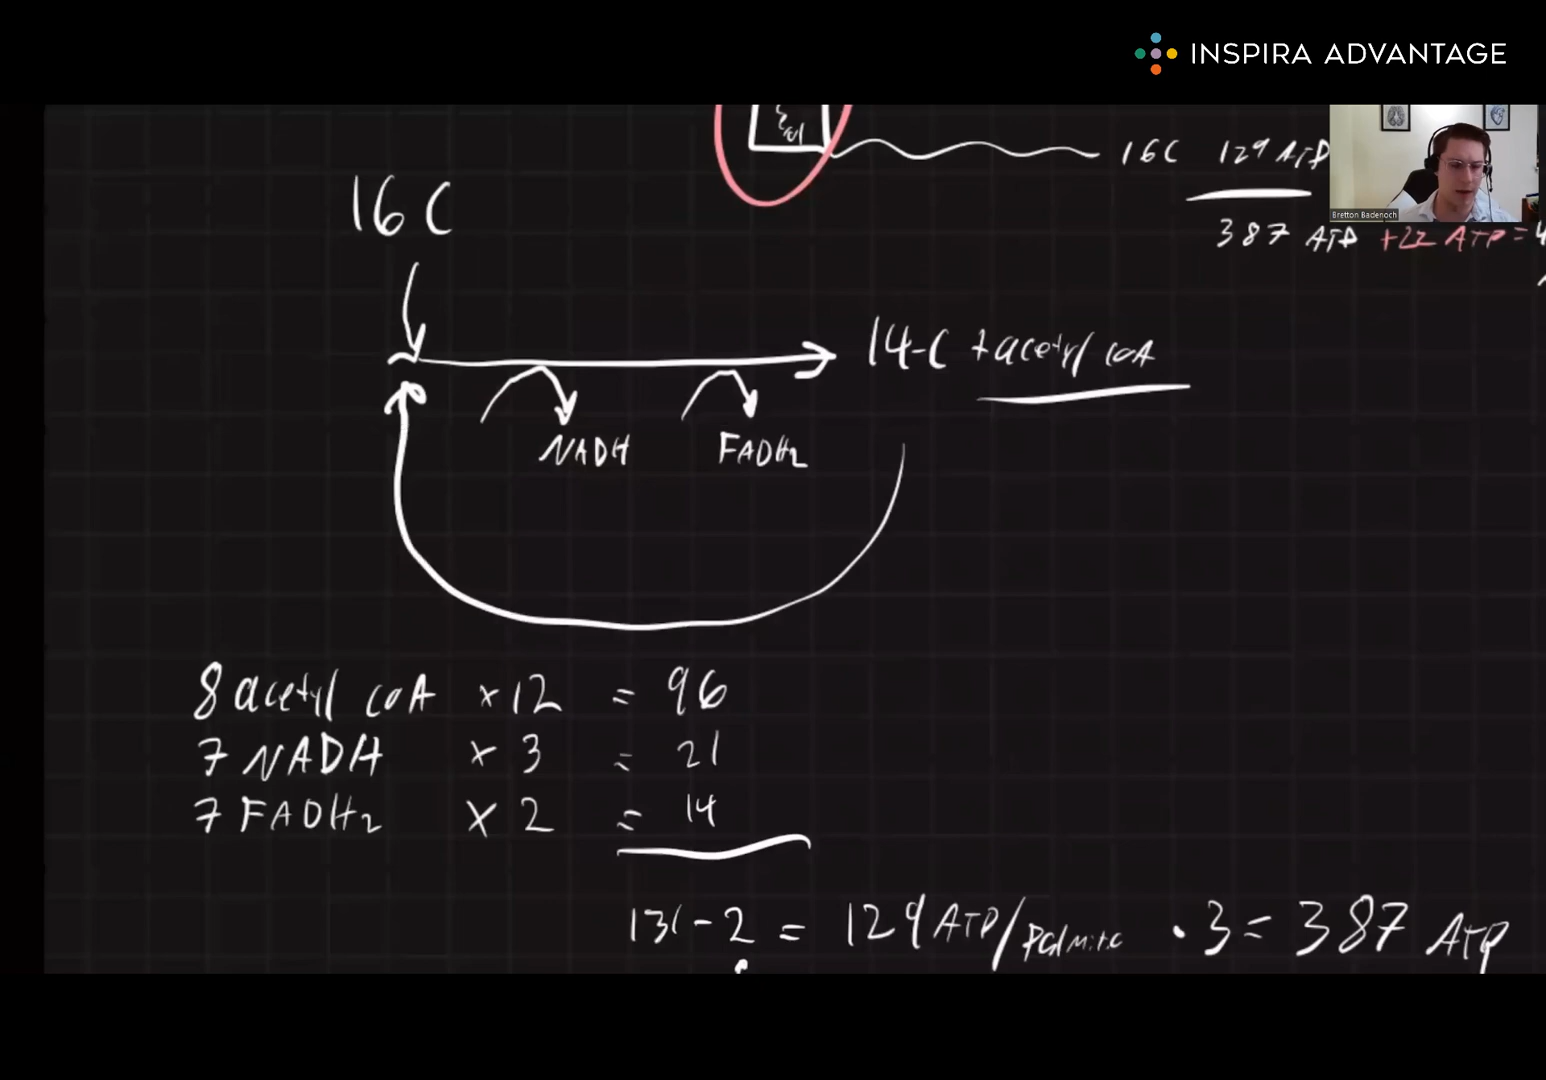 INSPIRA ADVANTAGE
16C 129 ATP
Bretton Badenoch
387 ATP +22 ATP =
16C
14-C + acetyl coA
NADH FADH2
8 acetyl coA × 12 = 96
7 NADH × 3 = 21
7 FADH2 × 2 = 14
131 - 2 = 129 ATP/palmitic · 3 = 387 ATP